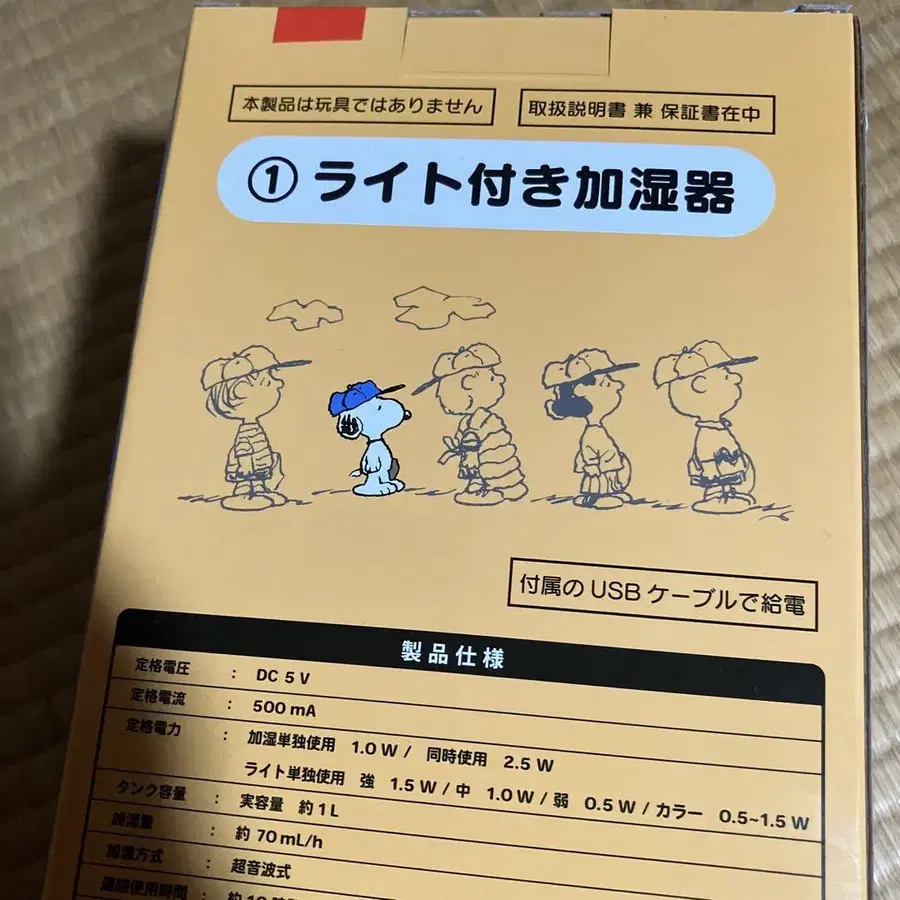 本製品は玩具ではありません
取扱説明書 兼 保証書在中
① ライト付き加湿器
付属の USB ケーブルで給電
製品仕様
定格電圧 : DC 5 V
定格電流 : 500 mA
定格電力 : 加湿単独使用 1.0 W / 同時使用 2.5 W
ライト単独使用 強 1.5 W / 中 1.0 W / 弱 0.5 W / カラー 0.5~1.5 W
タンク容量 : 実容量 約 1 L
加湿量 : 約 70 mL/h
加湿方式 : 超音波式
連続使用時間 :